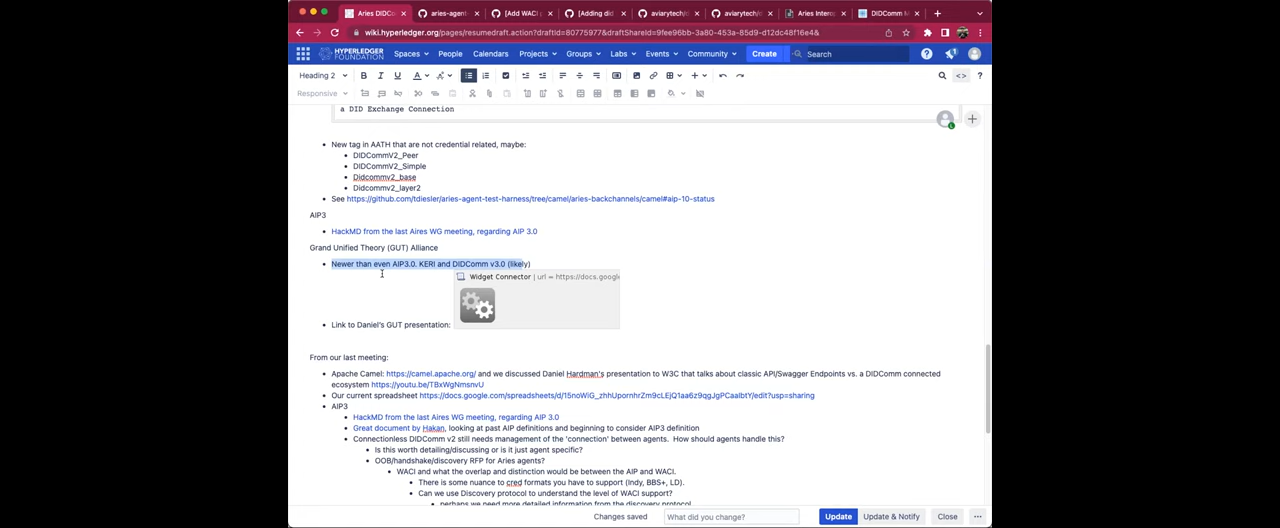 Aries DIDC
aries-agent
[Add WACI p
[Adding did
aviarytech/d
aviarytech/d
Aries Interop
DIDComm M
wiki.hyperledger.org/pages/resumedraft.action?draftId=80775977&draftShareId=9fee96bb-3a80-453a-85d9-d12dc48f16e4&
HYPERLEDGER FOUNDATION Spaces People Calendars Projects Groups Labs Events Community Create Search
Heading 2 B I U A
Responsive
a DID Exchange Connection
• New tag in AATH that are not credential related, maybe:
• DIDCommV2_Peer
• DIDCommV2_Simple
• Didcommv2_base
• Didcommv2_layer2
• See https://github.com/tdiesler/aries-agent-test-harness/tree/camel/aries-backchannels/camel#aip-10-status
AIP3
• HackMD from the last Aires WG meeting, regarding AIP 3.0
Grand Unified Theory (GUT) Alliance
• Newer than even AIP3.0. KERI and DIDComm v3.0 (likely)
Widget Connector | url = https://docs.googl
• Link to Daniel's GUT presentation:
From our last meeting:
• Apache Camel: https://camel.apache.org/ and we discussed Daniel Hardman's presentation to W3C that talks about classic API/Swagger Endpoints vs. a DIDComm connected
ecosystem https://youtu.be/TBxWgNmsnvU
• Our current spreadsheet https://docs.google.com/spreadsheets/d/15noWiG_zhhUpornhrZm9cLEjQ1aa6z9qgJgPCaaIbtY/edit?usp=sharing
• AIP3
• HackMD from the last Aires WG meeting, regarding AIP 3.0
• Great document by Hakan, looking at past AIP definitions and beginning to consider AIP3 definition
• Connectionless DIDComm v2 still needs management of the 'connection' between agents. How should agents handle this?
• Is this worth detailing/discussing or is it just agent specific?
• OOB/handshake/discovery RFP for Aries agents?
• WACI and what the overlap and distinction would be between the AIP and WACI.
• There is some nuance to cred formats you have to support (Indy, BBS+, LD).
• Can we use Discovery protocol to understand the level of WACI support?
• perhaps we need more detailed information from the discovery protocol
Changes saved What did you change? Update Update & Notify Close